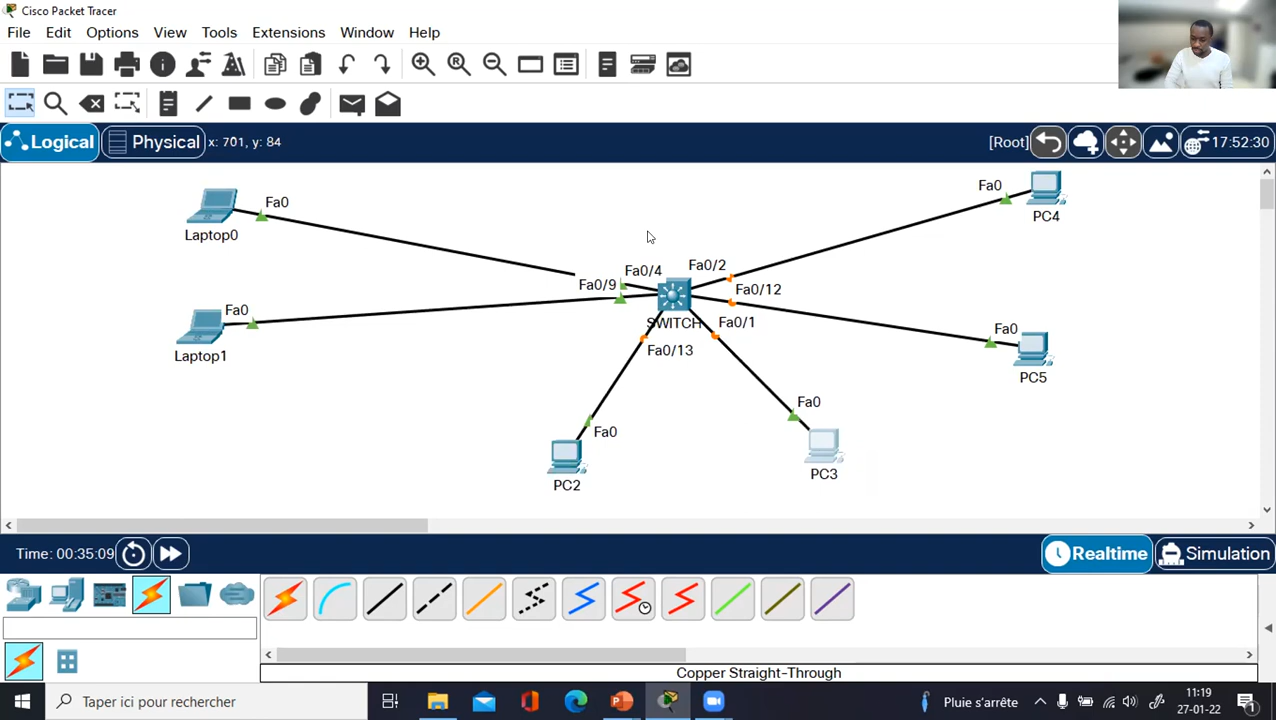 Cisco Packet Tracer
File Edit Options View Tools Extensions Window Help
Logical Physical x: 701, y: 84 [Root] 17:52:30
Fa0 PC4
Fa0 Laptop0
Fa0/4 Fa0/2
Fa0/9 Fa0/12
Fa0 SWITCH Fa0/1 Fa0
Laptop1 Fa0/13 PC5
Fa0
Fa0 PC3
PC2
Time: 00:35:09 Realtime Simulation
Copper Straight-Through
Taper ici pour rechercher Pluie s'arrête 11:19
27-01-22 1